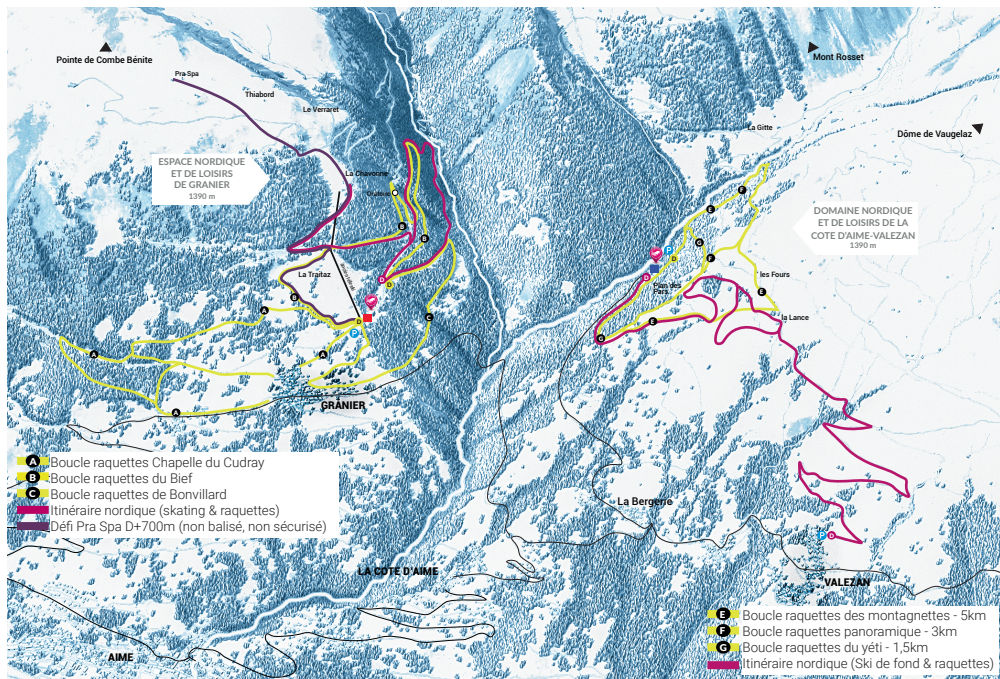 Pointe de Combe Bénite
Mont Rosset
Pra Spa
Thiabord
Le Verraret
La Gitte
Dôme de Vaugelaz
ESPACE NORDIQUE
ET DE LOISIRS
DE GRANIER
1390 m
La Chavonne
F
E
DOMAINE NORDIQUE
ET DE LOISIRS DE LA
COTE D'AIME-VALEZAN
1390 m
B
B
G
P
D
F
La Traitaz
D
D
D
Plan des
Pars
les Fours
E
B
A
C
la Lance
D
P
E
G
A
A
A
GRANIER
A Boucle raquettes Chapelle du Cudray
B Boucle raquettes du Bief
C Boucle raquettes de Bonvillard
Itinéraire nordique (skating & raquettes)
Défi Pra Spa D+700m (non balisé, non sécurisé)
La Bergerie
P D
LA COTE D'AIME
VALEZAN
AIME
E Boucle raquettes des montagnettes - 5km
F Boucle raquettes panoramique - 3km
G Boucle raquettes du yéti - 1,5km
Itinéraire nordique (Ski de fond & raquettes)